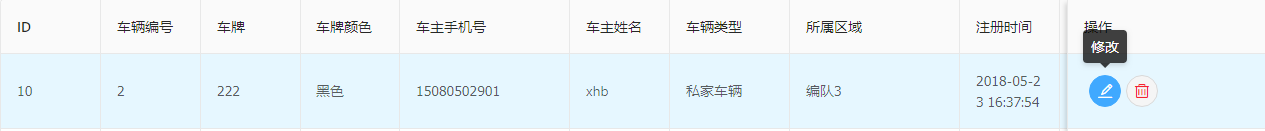 ID 车辆编号 车牌 车牌颜色 车主手机号 车主姓名 车辆类型 所属区域 注册时间 操作
修改
10 2 222 黑色 15080502901 xhb 私家车辆 编队3 2018-05-2
3 16:37:54